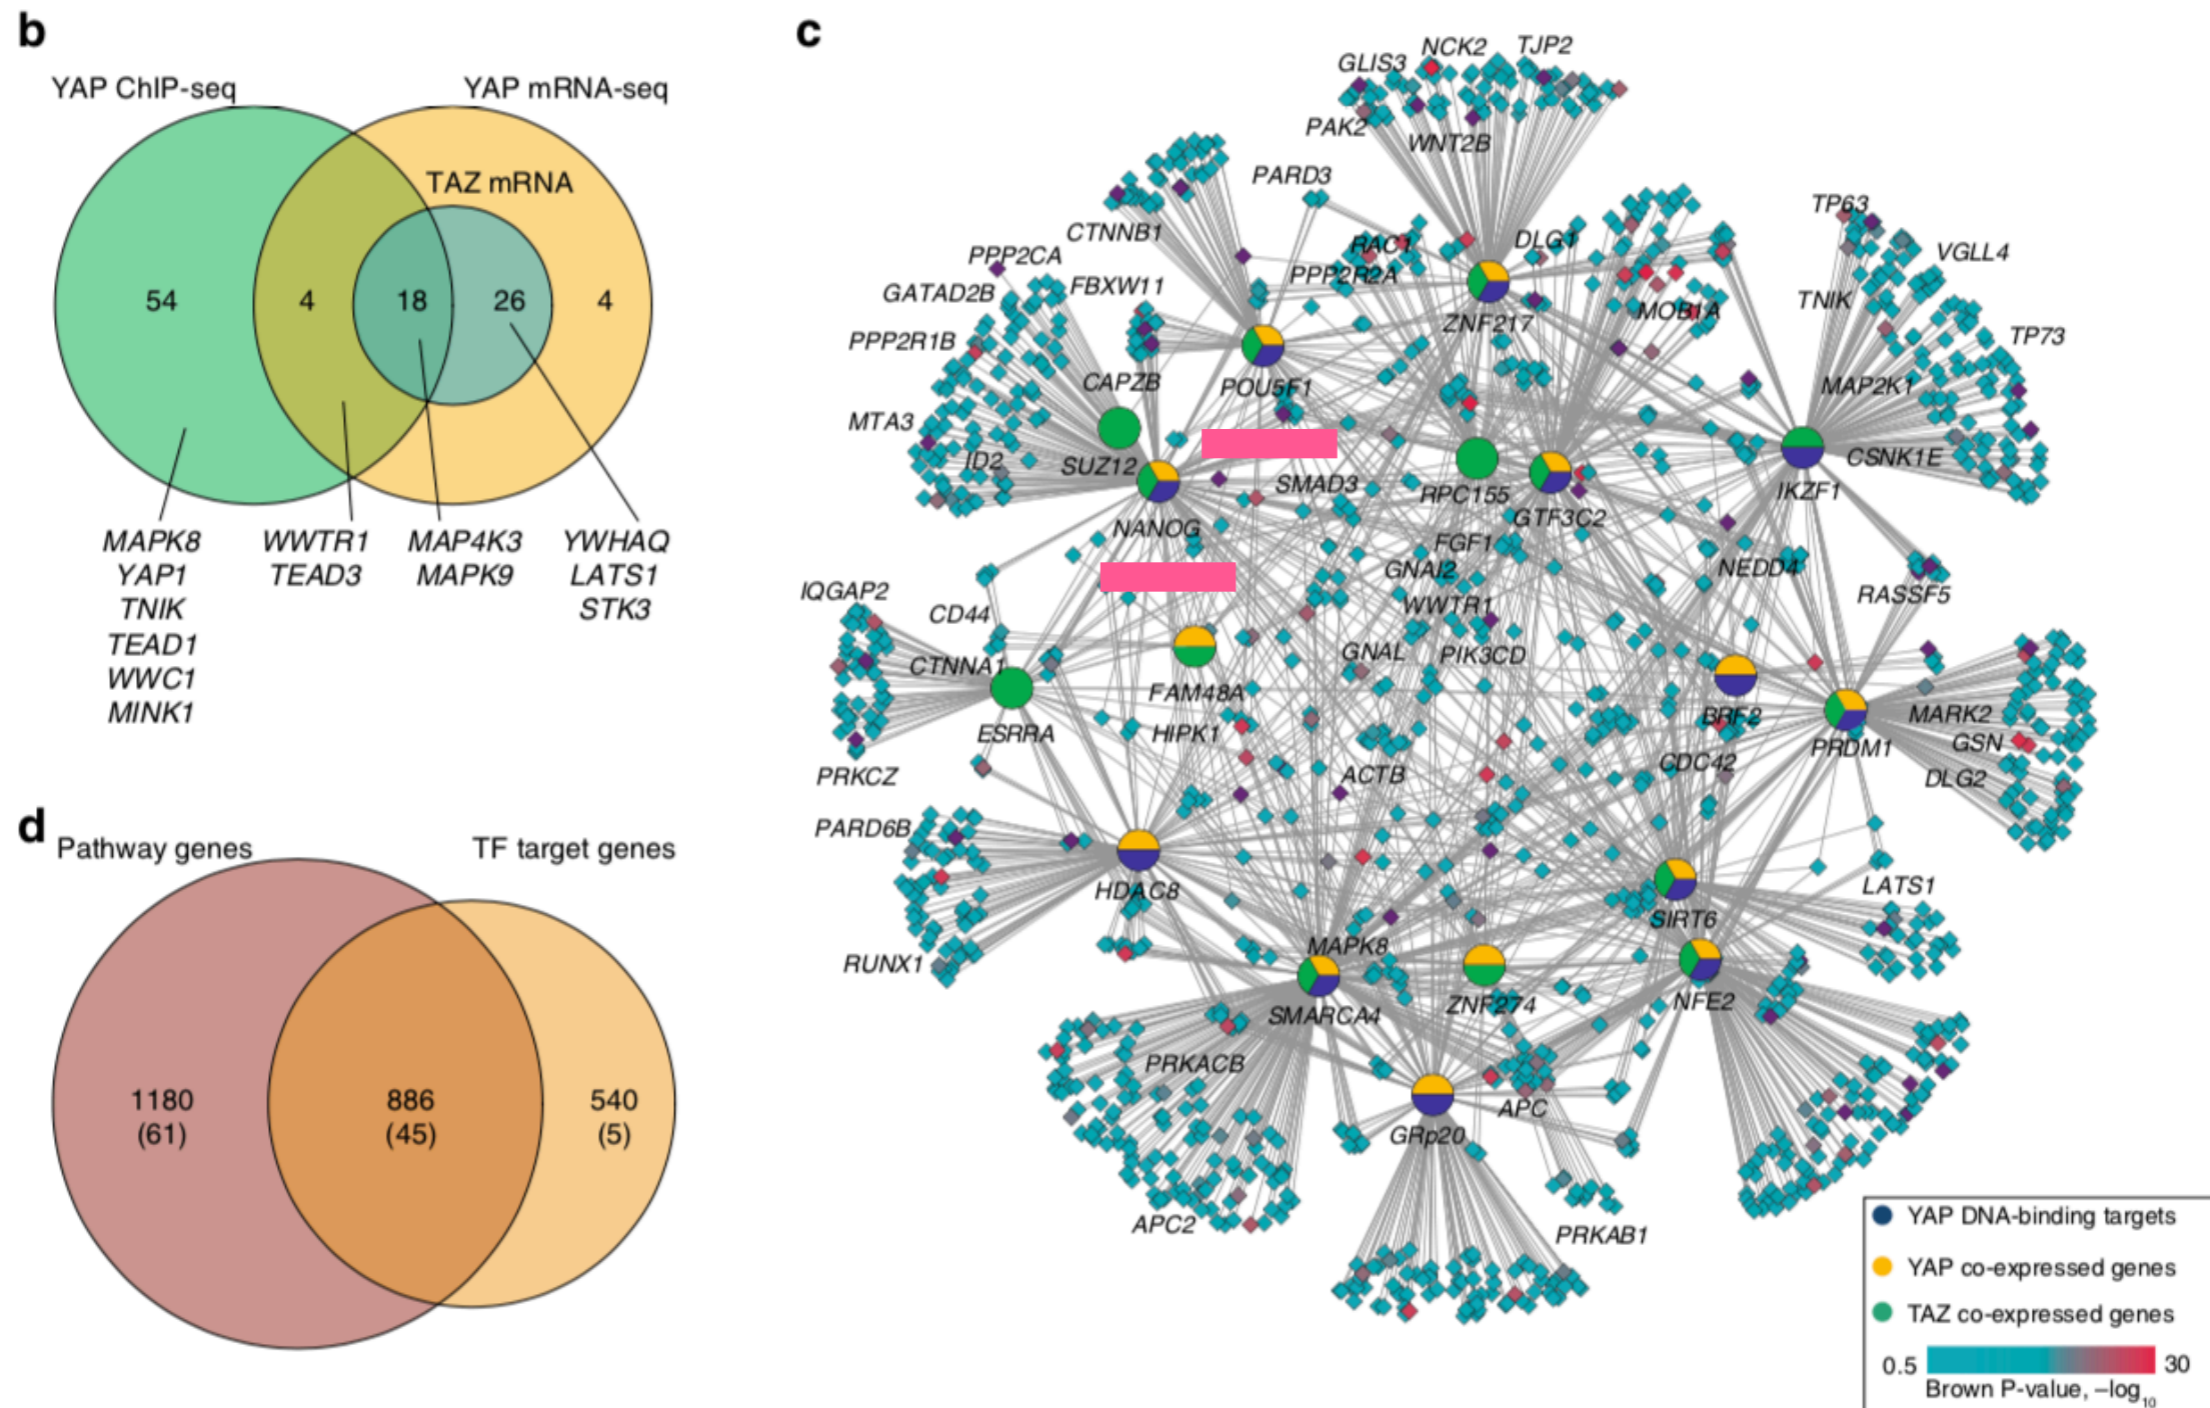 b
YAP ChIP-seq
YAP mRNA-seq
TAZ mRNA
54
4
18
26
4
MAPK8
YAP1
TNIK
TEAD1
WWC1
MINK1
WWTR1
TEAD3
MAP4K3
MAPK9
YWHAQ
LATS1
STK3
c
GLIS3
NCK2
TJP2
PAK2
WNT2B
PARD3
CTNNB1
RAC1
DLG1
TP63
VGLL4
PPP2CA
GATAD2B
FBXW11
PPP2R2A
TNIK
MOB1A
ZNF217
PPP2R1B
TP73
CAPZB
POU5F1
MAP2K1
MTA3
ID2
SUZ12
SMAD3
RPC155
CSNK1E
IKZF1
NANOG
GTF3C2
FGF1
GNAI2
NEDD4
IQGAP2
CD44
WWTR1
RASSF5
CTNNA1
GNAL
PIK3CD
FAM48A
ESRRA
HIPK1
BRF2
MARK2
PRDM1
GSN
PRKCZ
ACTB
CDC42
DLG2
PARD6B
HDAC8
LATS1
SIRT6
RUNX1
MAPK8
SMARCA4
ZNF274
NFE2
PRKACB
APC
GRp20
APC2
PRKAB1
YAP DNA-binding targets
YAP co-expressed genes
TAZ co-expressed genes
0.5
30
Brown P-value, –log10
d
Pathway genes
TF target genes
1180
(61)
886
(45)
540
(5)